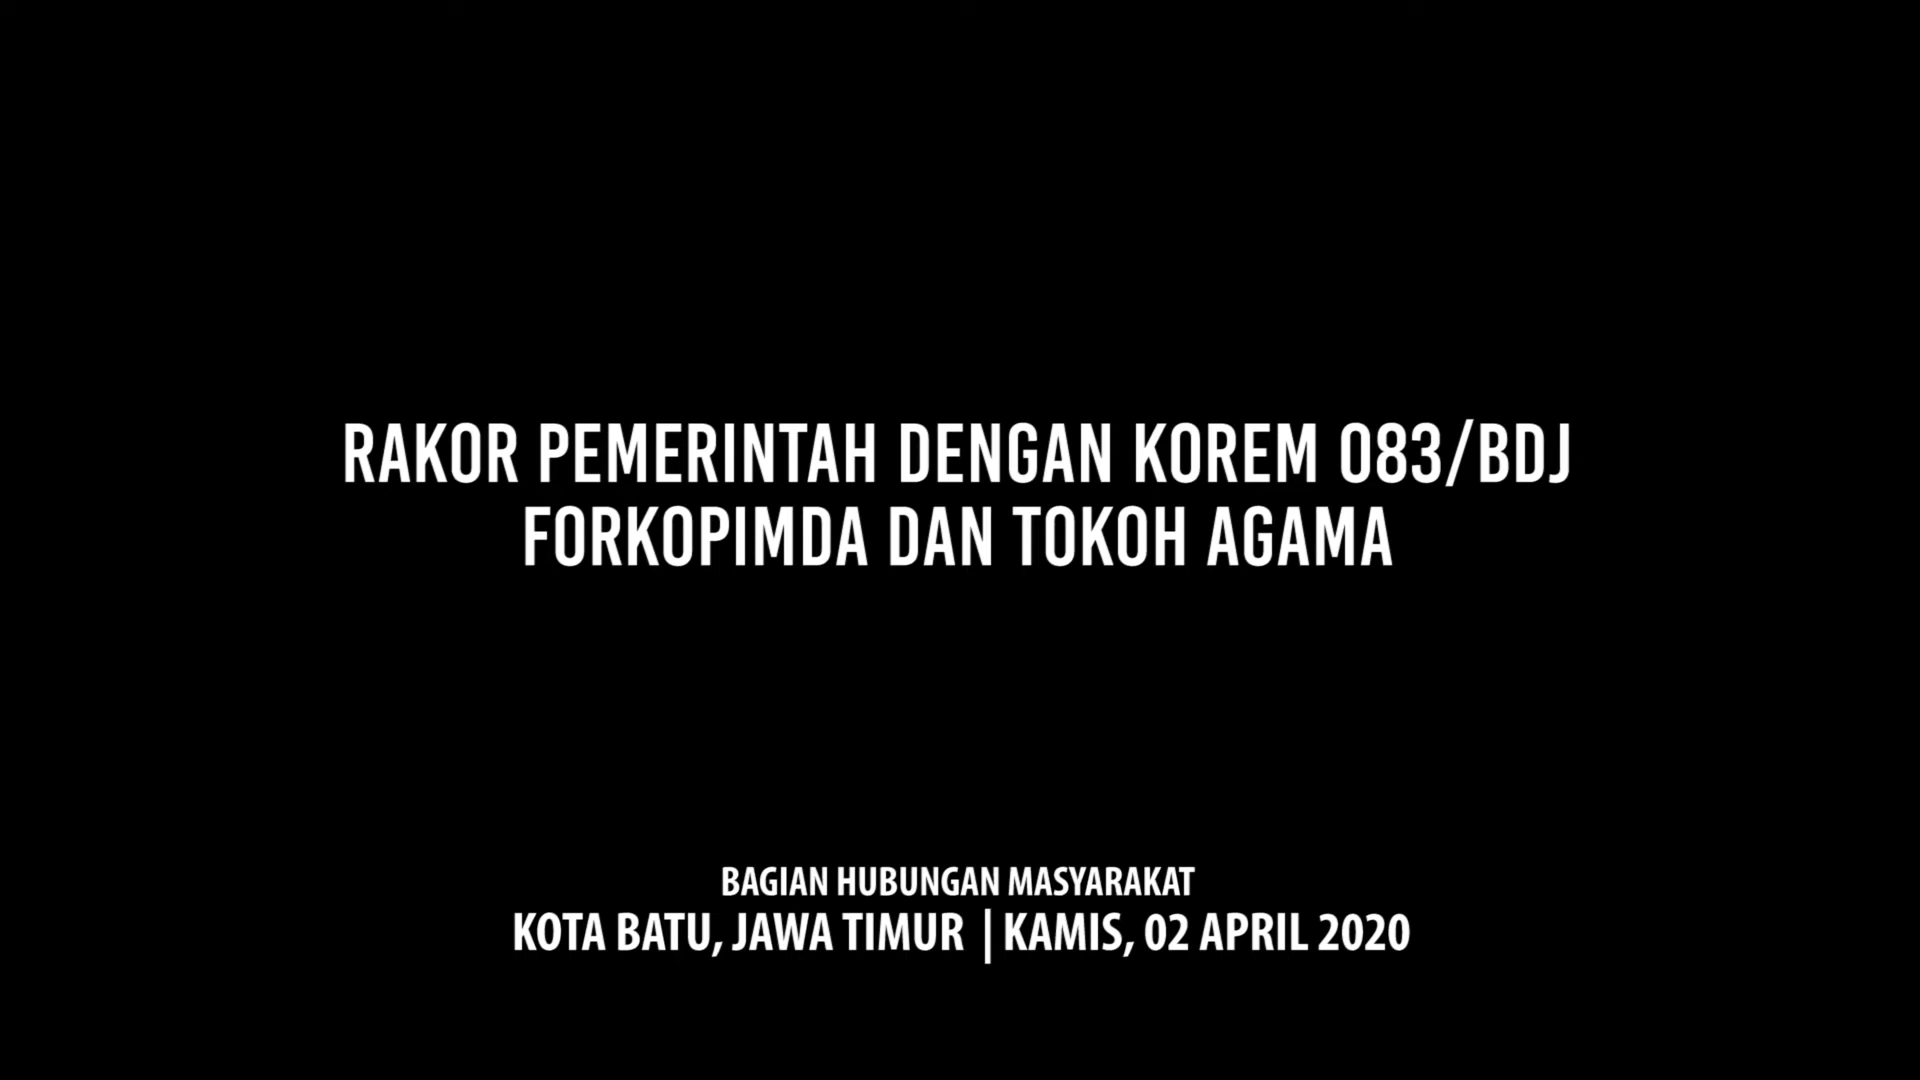 RAKOR PEMERINTAH DENGAN KOREM 083/BDJ
FORKOPIMDA DAN TOKOH AGAMA
BAGIAN HUBUNGAN MASYARAKAT
KOTA BATU, JAWA TIMUR | KAMIS, 02 APRIL 2020